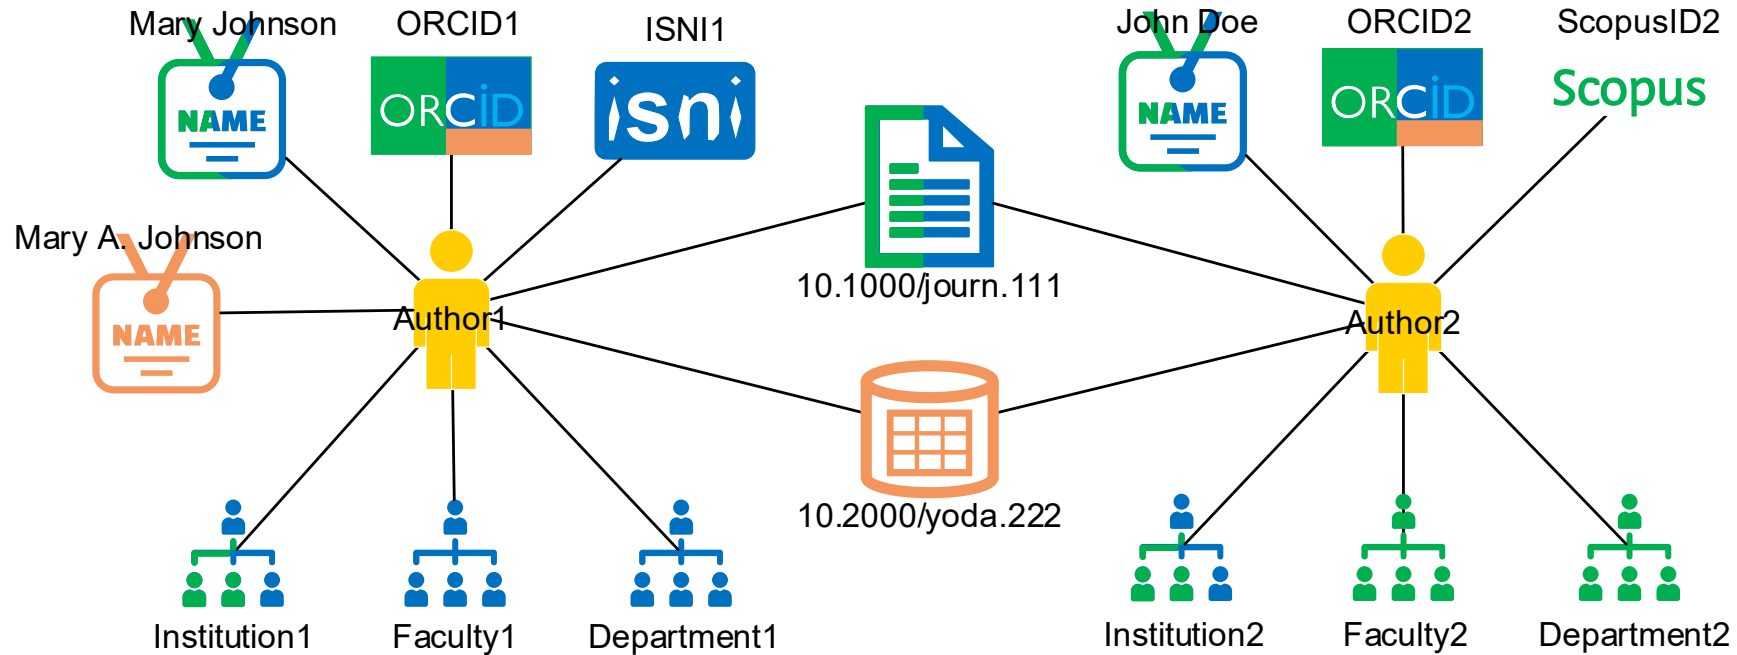 Mary Johnson
ORCID1
ISNI1
John Doe
ORCID2
ScopusID2
NAME
ORCID
isni
NAME
ORCID
Scopus
Mary A. Johnson
NAME
10.1000/journ.111
Author1
Author2
10.2000/yoda.222
Institution1
Faculty1
Department1
Institution2
Faculty2
Department2